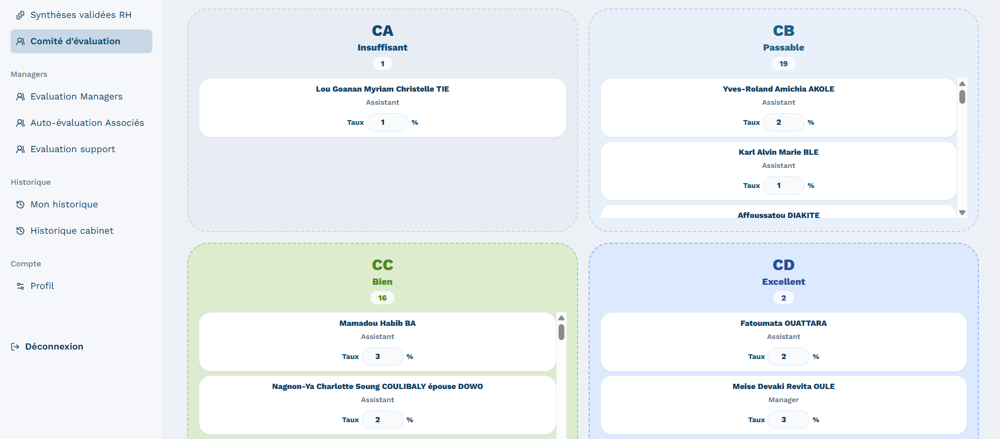 Synthèses validées RH
Comité d'évaluation
Managers
Evaluation Managers
Auto-évaluation Associés
Evaluation support
Historique
Mon historique
Historique cabinet
Compte
Profil
Déconnexion
CA
Insuffisant
1
Lou Goanan Myriam Christelle TIE
Assistant
Taux 1 %
CB
Passable
19
Yves-Roland Amichia AKOLE
Assistant
Taux 2 %
Karl Alvin Marie BLE
Assistant
Taux 1 %
Affoussatou DIAKITE
CC
Bien
16
Mamadou Habib BA
Assistant
Taux 3 %
Nagnon-Ya Charlotte Soung COULIBALY épouse DOWO
Assistant
Taux 2 %
CD
Excellent
2
Fatoumata OUATTARA
Assistant
Taux 2 %
Meise Devaki Revita OULE
Manager
Taux 3 %